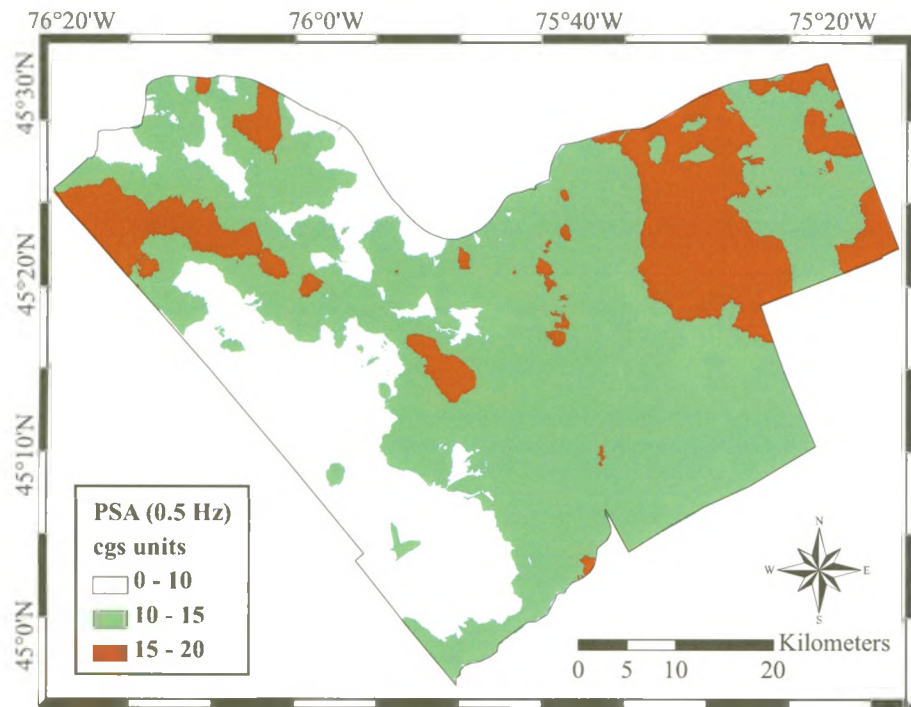 76°20'W 76°0'W 75°40'W 75°20'W
45°30'N
45°20'N
45°10'N
45°0'N
PSA (0.5 Hz)
cgs units
0 - 10
10 - 15
15 - 20
N
W E
S
Kilometers
0 5 10 20